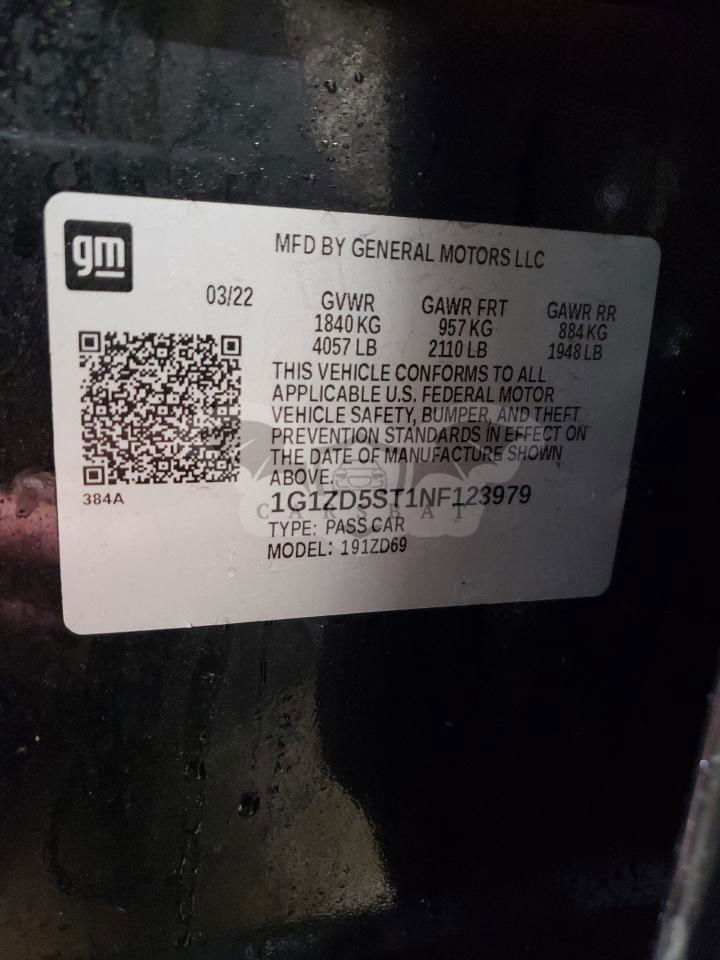 gm
MFD BY GENERAL MOTORS LLC
03/22
GVWR GAWR FRT GAWR RR
1840 KG 957 KG 884 KG
4057 LB 2110 LB 1948 LB
THIS VEHICLE CONFORMS TO ALL
APPLICABLE U.S. FEDERAL MOTOR
VEHICLE SAFETY, BUMPER, AND THEFT
PREVENTION STANDARDS IN EFFECT ON
THE DATE OF MANUFACTURE SHOWN
ABOVE.
384A
1G1ZD5ST1NF123979
CARSBAT
TYPE: PASS CAR
MODEL: 191ZD69